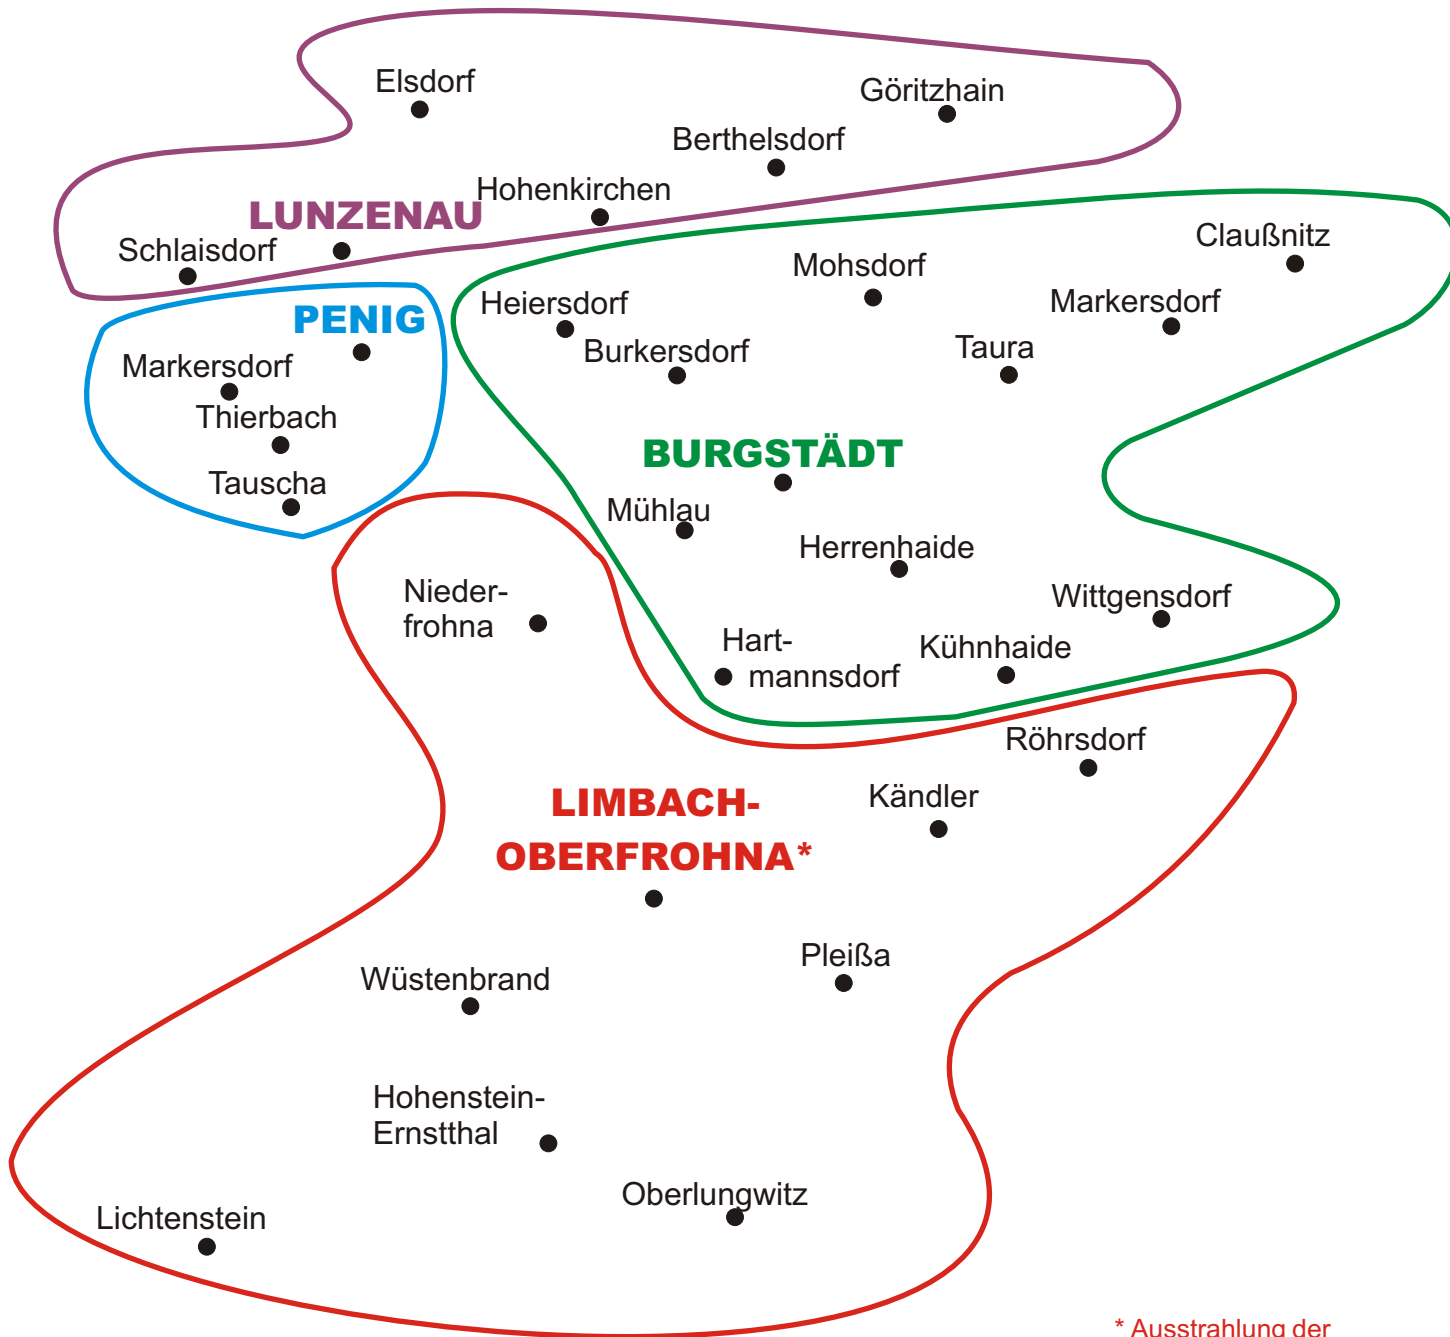 Elsdorf
Göritzhain
Berthelsdorf
Hohenkirchen
LUNZENAU
Schlaisdorf
Claußnitz
Mohsdorf
Markersdorf
Heiersdorf
PENIG
Burkersdorf
Taura
Markersdorf
Thierbach
BURGSTÄDT
Tauscha
Mühlau
Herrenhaide
Nieder-
frohna
Wittgensdorf
Hart-
mannsdorf
Kühnhaide
Röhrsdorf
Kändler
LIMBACH-
OBERFROHNA*
Pleißa
Wüstenbrand
Hohenstein-
Ernstthal
Oberlungwitz
Lichtenstein
* Ausstrahlung der